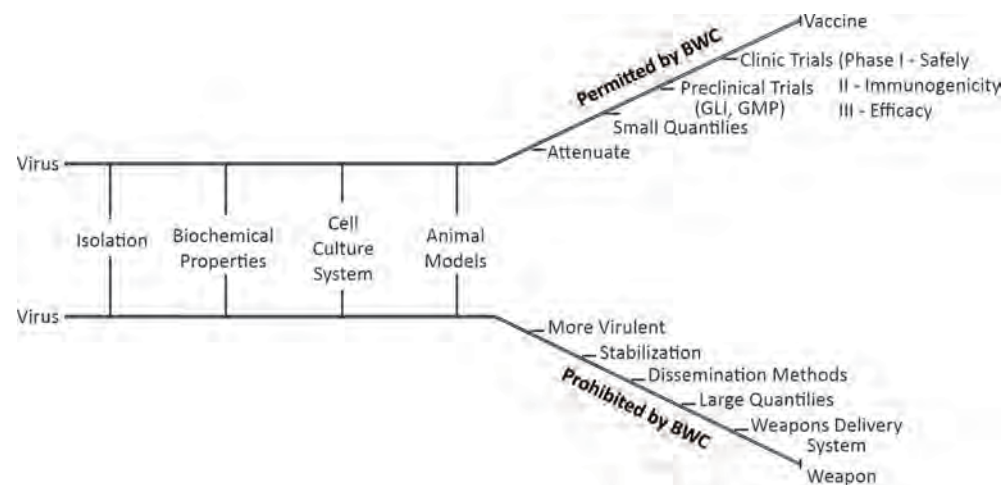 Vaccine
Permitted by BWC
Clinic Trials (Phase I - Safely
Preclinical Trials
II - Immunogenicity
(GLI, GMP)
III - Efficacy
Small Quantilies
Attenuate
Virus
Isolation
Biochemical
Properties
Cell
Culture
System
Animal
Models
Virus
More Virulent
Stabilization
Dissemination Methods
Prohibited by BWC
Large Quantilies
Weapons Delivery
System
Weapon